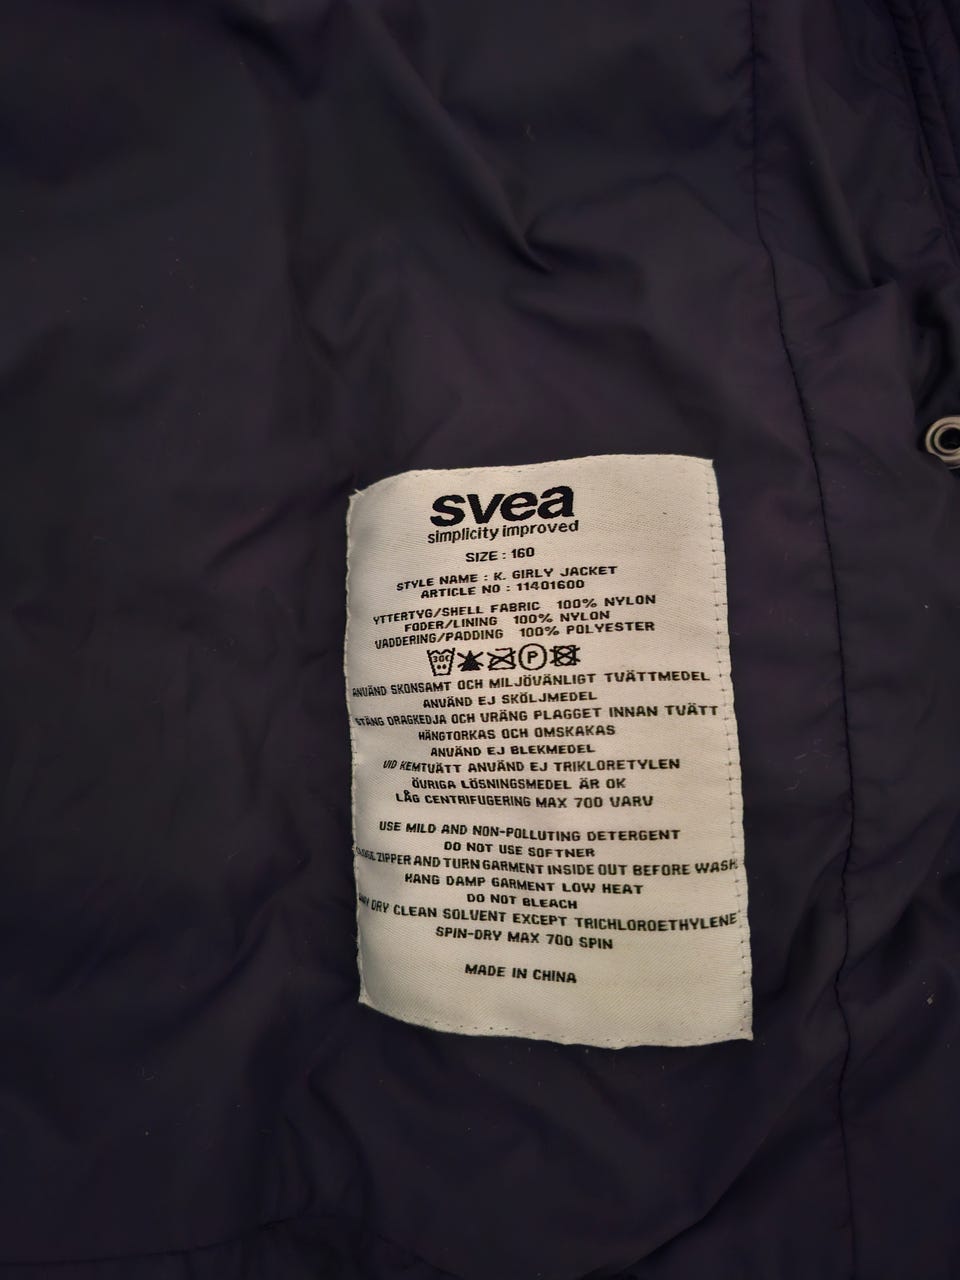 svea
simplicity improved
SIZE : 160
STYLE NAME : K. GIRLY JACKET
ARTICLE NO : 11401600
YTTERTYG/SHELL FABRIC 100% NYLON
FODER/LINING 100% NYLON
VADDERING/PADDING 100% POLYESTER
30C P
ANVÄND SKONSAMT OCH MILJÖVÄNLIGT TVÄTTMEDEL
ANVÄND EJ SKÖLJMEDEL
STÄNG DRAGKEDJA OCH VRÄNG PLAGGET INNAN TVÄTT
HÄNGTORKAS OCH OMSKAKAS
ANVÄND EJ BLEKMEDEL
VID KEMTVÄTT ANVÄND EJ TRIKLORETYLEN
ÖVRIGA LÖSNINGSMEDEL ÄR OK
LÅG CENTRIFUGERING MAX 700 VARV
USE MILD AND NON-POLLUTING DETERGENT
DO NOT USE SOFTNER
CLOSE ZIPPER AND TURN GARMENT INSIDE OUT BEFORE WASH
HANG DAMP GARMENT LOW HEAT
DO NOT BLEACH
ANY DRY CLEAN SOLVENT EXCEPT TRICHLOROETHYLENE
SPIN-DRY MAX 700 SPIN
MADE IN CHINA